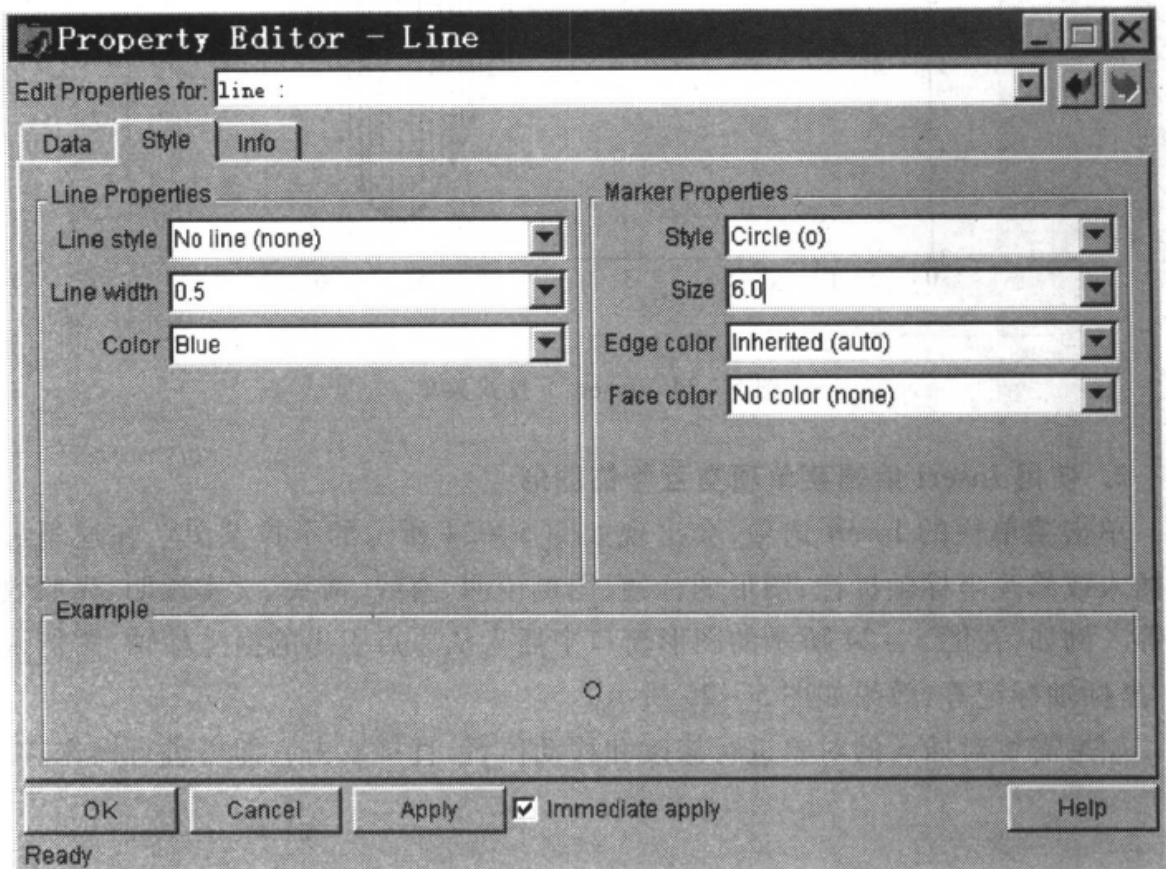 Property Editor - Line
Edit Properties for: line :
Data Style Info
Line Properties
Line style No line (none)
Line width 0.5
Color Blue
Marker Properties
Style Circle (o)
Size 6.0
Edge color Inherited (auto)
Face color No color (none)
Example
OK Cancel Apply Immediate apply Help
Ready